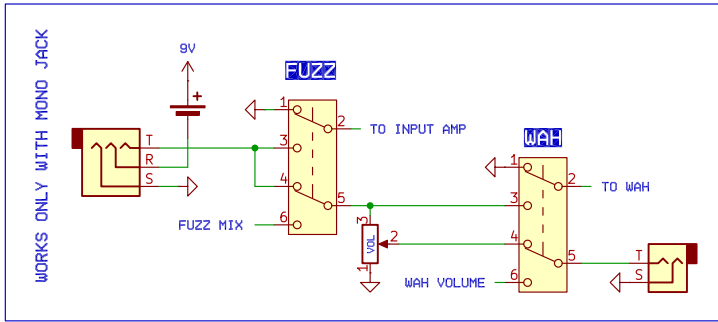 WORKS ONLY WITH MONO JACK
9V
+
FUZZ
1
2
TO INPUT AMP
WAH
T
3
1
R
2
TO WAH
S
4
5
3
FUZZ MIX
6
3
VOL
2
4
1
5
T
WAH VOLUME
6
S